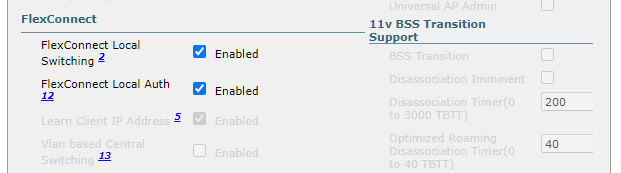 FlexConnect
FlexConnect Local
Switching 2
Enabled
FlexConnect Local Auth
12
Enabled
Learn Client IP Address 5
Enabled
Vlan based Central
Switching 13
Enabled
Universal AP Admin
11v BSS Transition
Support
BSS Transition
Disassociation Imminent
Disassociation Timer(0
to 3000 TBTT)
200
Optimized Roaming
Disassociation Timer(0
to 40 TBTT)
40